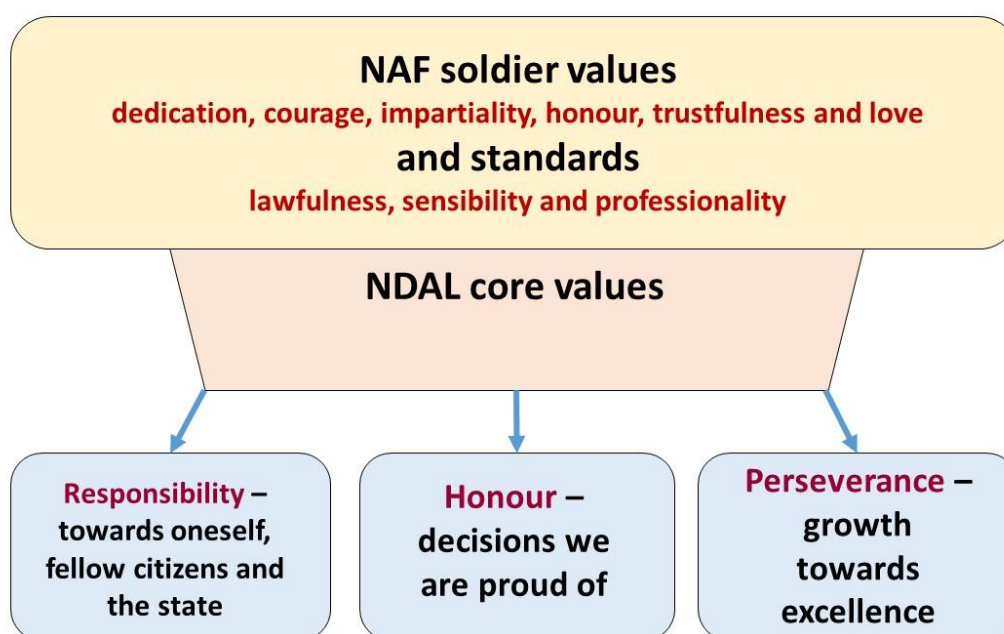 NAF soldier values
dedication, courage, impartiality, honour, trustfulness and love
and standards
lawfulness, sensibility and professionality
NDAL core values
Responsibility –
towards oneself,
fellow citizens and
the state
Honour –
decisions we
are proud of
Perseverance –
growth
towards
excellence